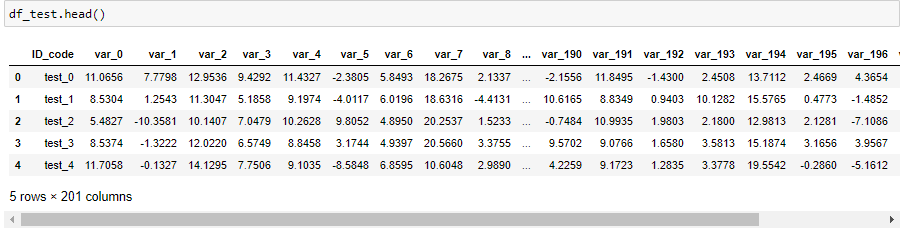 df_test.head()
ID_code var_0 var_1 var_2 var_3 var_4 var_5 var_6 var_7 var_8 ... var_190 var_191 var_192 var_193 var_194 var_195 var_196
0 test_0 11.0656 7.7798 12.9536 9.4292 11.4327 -2.3805 5.8493 18.2675 2.1337 ... -2.1556 11.8495 -1.4300 2.4508 13.7112 2.4669 4.3654
1 test_1 8.5304 1.2543 11.3047 5.1858 9.1974 -4.0117 6.0196 18.6316 -4.4131 ... 10.6165 8.8349 0.9403 10.1282 15.5765 0.4773 -1.4852
2 test_2 5.4827 -10.3581 10.1407 7.0479 10.2628 9.8052 4.8950 20.2537 1.5233 ... -0.7484 10.9935 1.9803 2.1800 12.9813 2.1281 -7.1086
3 test_3 8.5374 -1.3222 12.0220 6.5749 8.8458 3.1744 4.9397 20.5660 3.3755 ... 9.5702 9.0766 1.6580 3.5813 15.1874 3.1656 3.9567
4 test_4 11.7058 -0.1327 14.1295 7.7506 9.1035 -8.5848 6.8595 10.6048 2.9890 ... 4.2259 9.1723 1.2835 3.3778 19.5542 -0.2860 -5.1612
5 rows × 201 columns